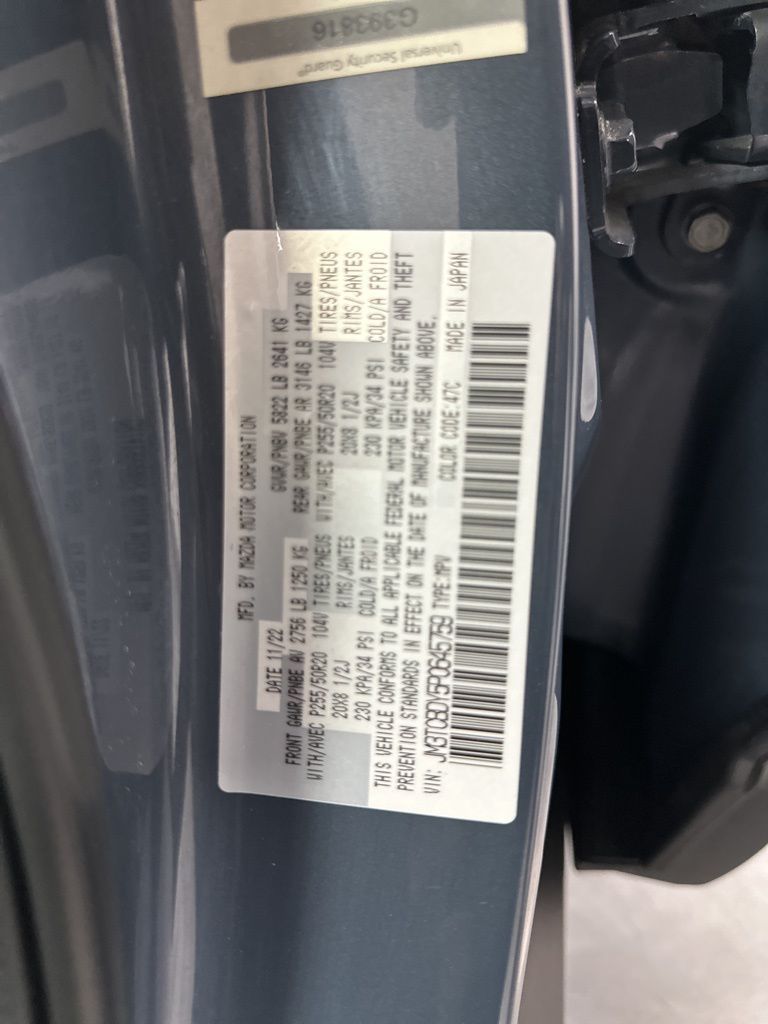 Universal Security Guard®
G393816
MFD. BY MAZDA MOTOR CORPORATION
DATE 11/22 GVWR/PNBV 5822 LB 2641 KG
FRONT GAWR/PNBE AV 2756 LB 1250 KG REAR GAWR/PNBE AR 3146 LB 1427 KG
WITH/AVEC P255/50R20 104V TIRES/PNEUS WITH/AVEC P255/50R20 104V TIRES/PNEUS
20X8 1/2J RIMS/JANTES 20X8 1/2J RIMS/JANTES
230 KPA/34 PSI COLD/A FROID 230 KPA/34 PSI COLD/A FROID
THIS VEHICLE CONFORMS TO ALL APPLICABLE FEDERAL MOTOR VEHICLE SAFETY AND THEFT
PREVENTION STANDARDS IN EFFECT ON THE DATE OF MANUFACTURE SHOWN ABOVE.
VIN: JM3TCBDY5P0645759 TYPE:MPV COLOR CODE:47C MADE IN JAPAN